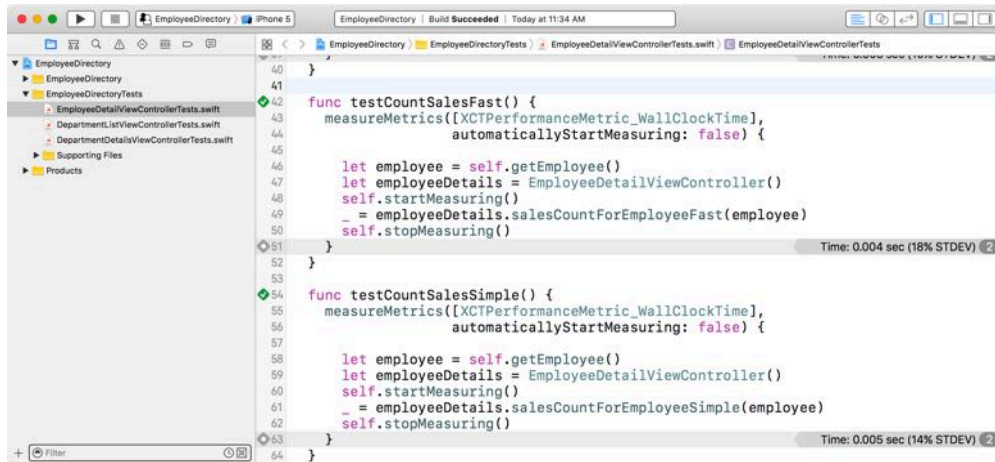 EmployeeDirectory iPhone 5
EmployeeDirectory | Build Succeeded | Today at 11:34 AM
EmployeeDirectory
EmployeeDirectory
EmployeeDirectoryTests
EmployeeDetailViewControllerTests.swift
DepartmentListViewControllerTests.swift
DepartmentDetailsViewControllerTests.swift
Supporting Files
Products
Filter
EmployeeDirectory EmployeeDirectoryTests EmployeeDetailViewControllerTests.swift EmployeeDetailViewControllerTests
40 }
41
42 func testCountSalesFast() {
43 measureMetrics([XCTPerformanceMetric_WallClockTime],
44 automaticallyStartMeasuring: false) {
45
46 let employee = self.getEmployee()
47 let employeeDetails = EmployeeDetailViewController()
48 self.startMeasuring()
49 _ = employeeDetails.salesCountForEmployeeFast(employee)
50 self.stopMeasuring()
51 } Time: 0.004 sec (18% STDEV) 2
52 }
53
54 func testCountSalesSimple() {
55 measureMetrics([XCTPerformanceMetric_WallClockTime],
56 automaticallyStartMeasuring: false) {
57
58 let employee = self.getEmployee()
59 let employeeDetails = EmployeeDetailViewController()
60 self.startMeasuring()
61 _ = employeeDetails.salesCountForEmployeeSimple(employee)
62 self.stopMeasuring()
63 } Time: 0.005 sec (14% STDEV) 2
64 }